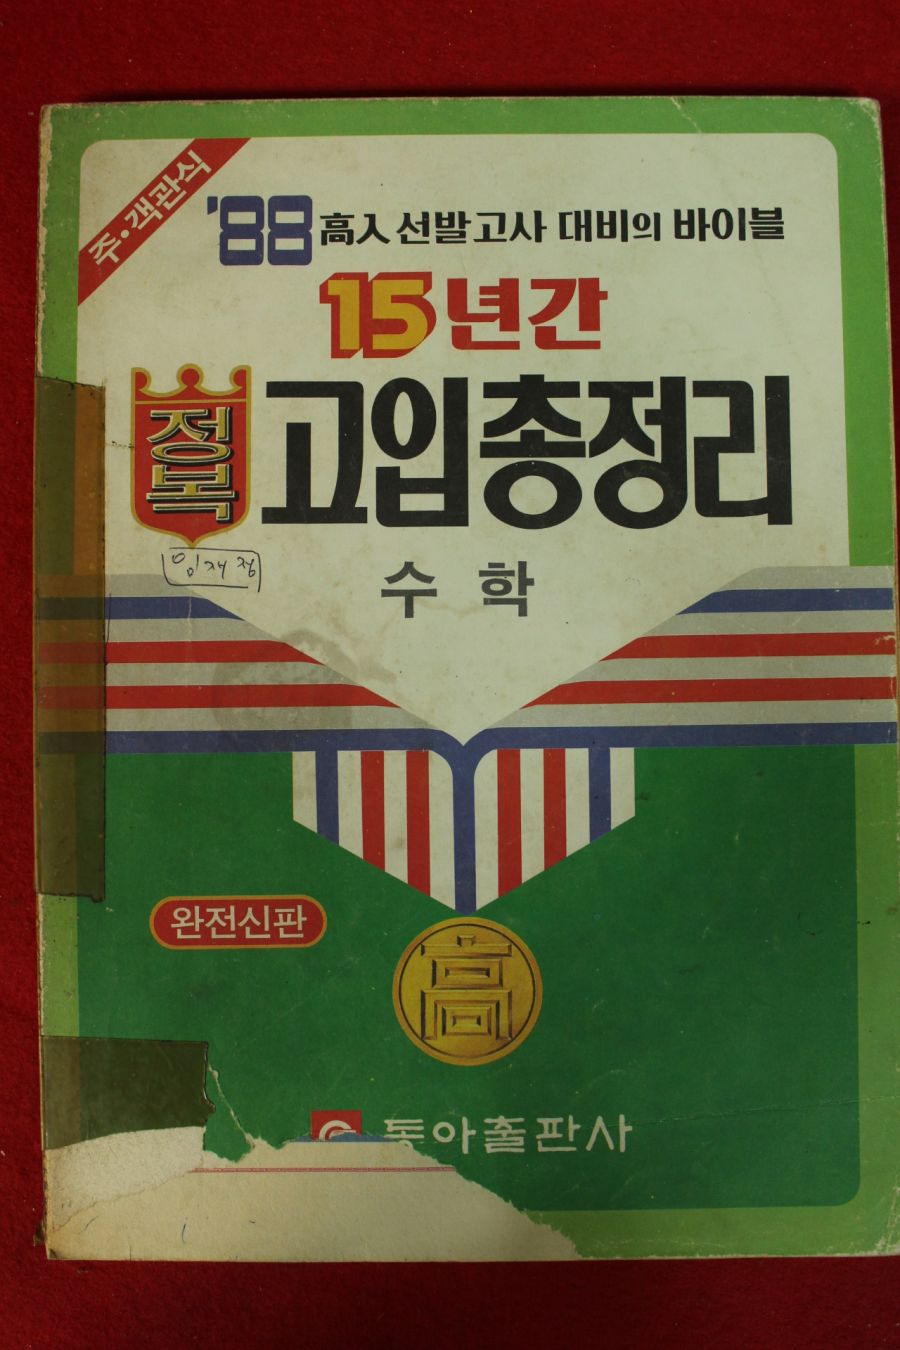 주·객관식
'88 高入 선발고사 대비의 바이블
15년간
정복
고입총정리
임재정
수학
완전신판
高
동아출판사